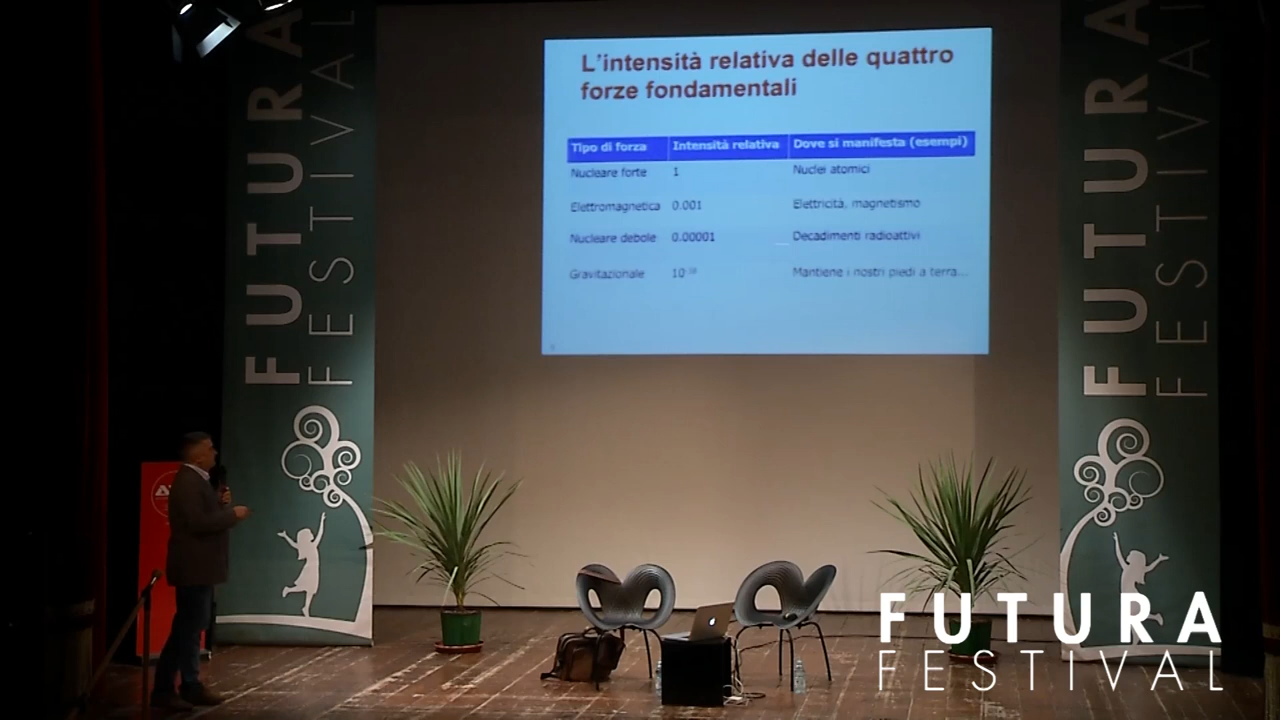 FUTURA
FESTIVAL
L'intensità relativa delle quattro
forze fondamentali
Tipo di forza Intensità relativa Dove si manifesta (esempi)
Nucleare forte 1 Nuclei atomici
Elettromagnetica 0.001 Elettricità, magnetismo
Nucleare debole 0.00001 Decadimenti radioattivi
Gravitazionale 10 Mantiene i nostri piedi a terra...
FUTURA
FESTIVAL
FUTURA
FESTIVAL